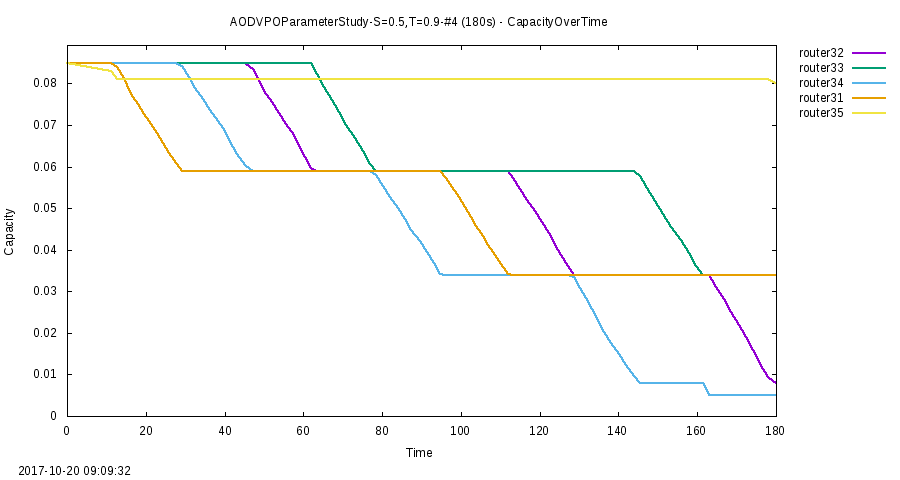 AODVPOParameterStudy-S=0.5,T=0.9-#4 (180s) - CapacityOverTime
router32
router33
router34
router31
router35
0.08
0.07
0.06
0.05
0.04
0.03
0.02
0.01
0
Capacity
0 20 40 60 80 100 120 140 160 180
Time
2017-10-20 09:09:32